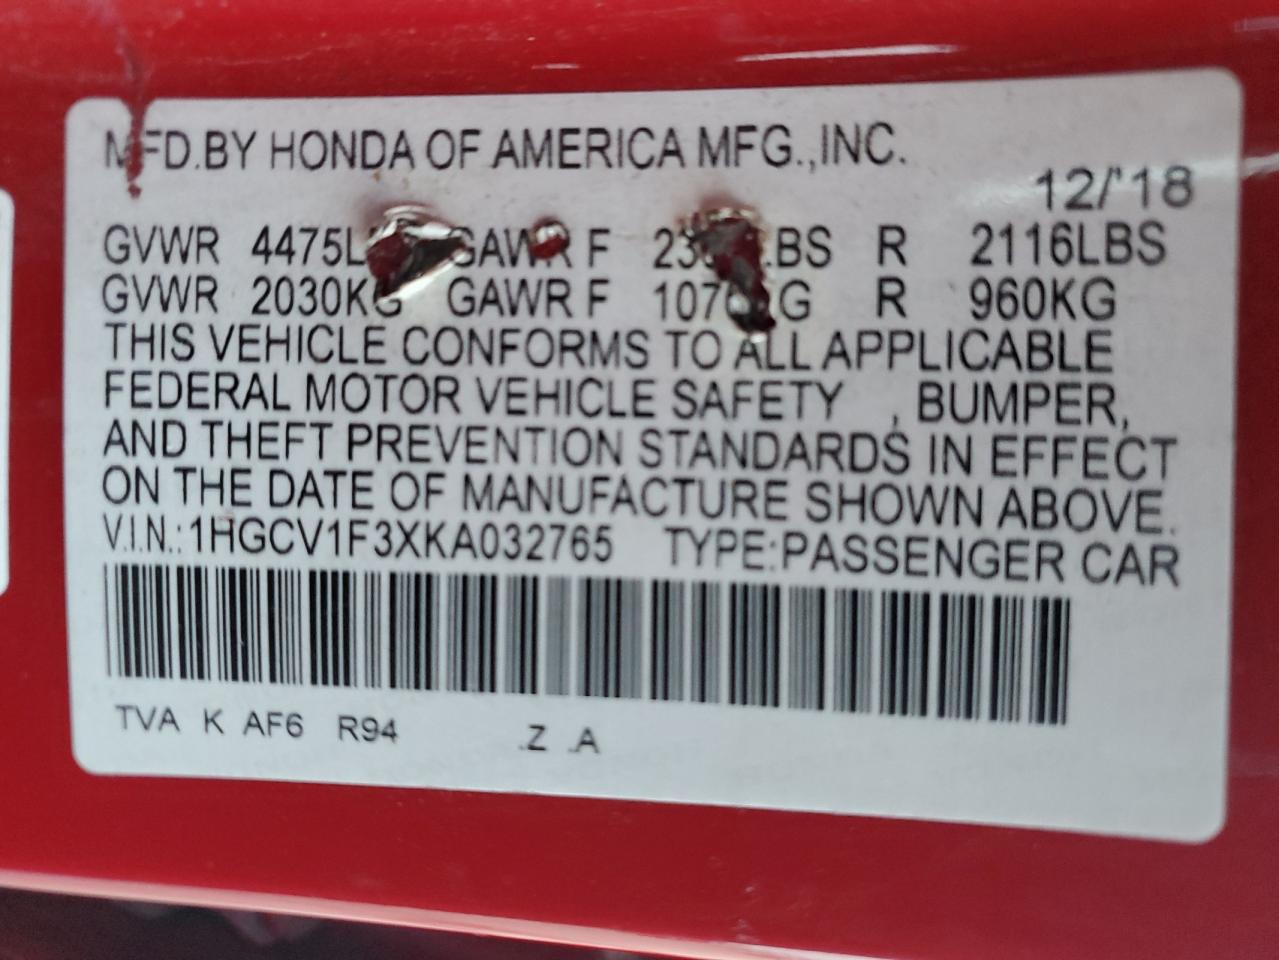 MFD.BY HONDA OF AMERICA MFG.,INC.
12/'18
GVWR 4475LBS GAWR F LBS R 2116LBS
GVWR 2030KG GAWR F R 960KG
THIS VEHICLE CONFORMS TO ALL APPLICABLE
FEDERAL MOTOR VEHICLE SAFETY , BUMPER,
AND THEFT PREVENTION STANDARDS IN EFFECT
ON THE DATE OF MANUFACTURE SHOWN ABOVE.
V.I.N.: 1HGCV1F3XKA032765 TYPE:PASSENGER CAR
TVA K AF6 R94 .Z .A